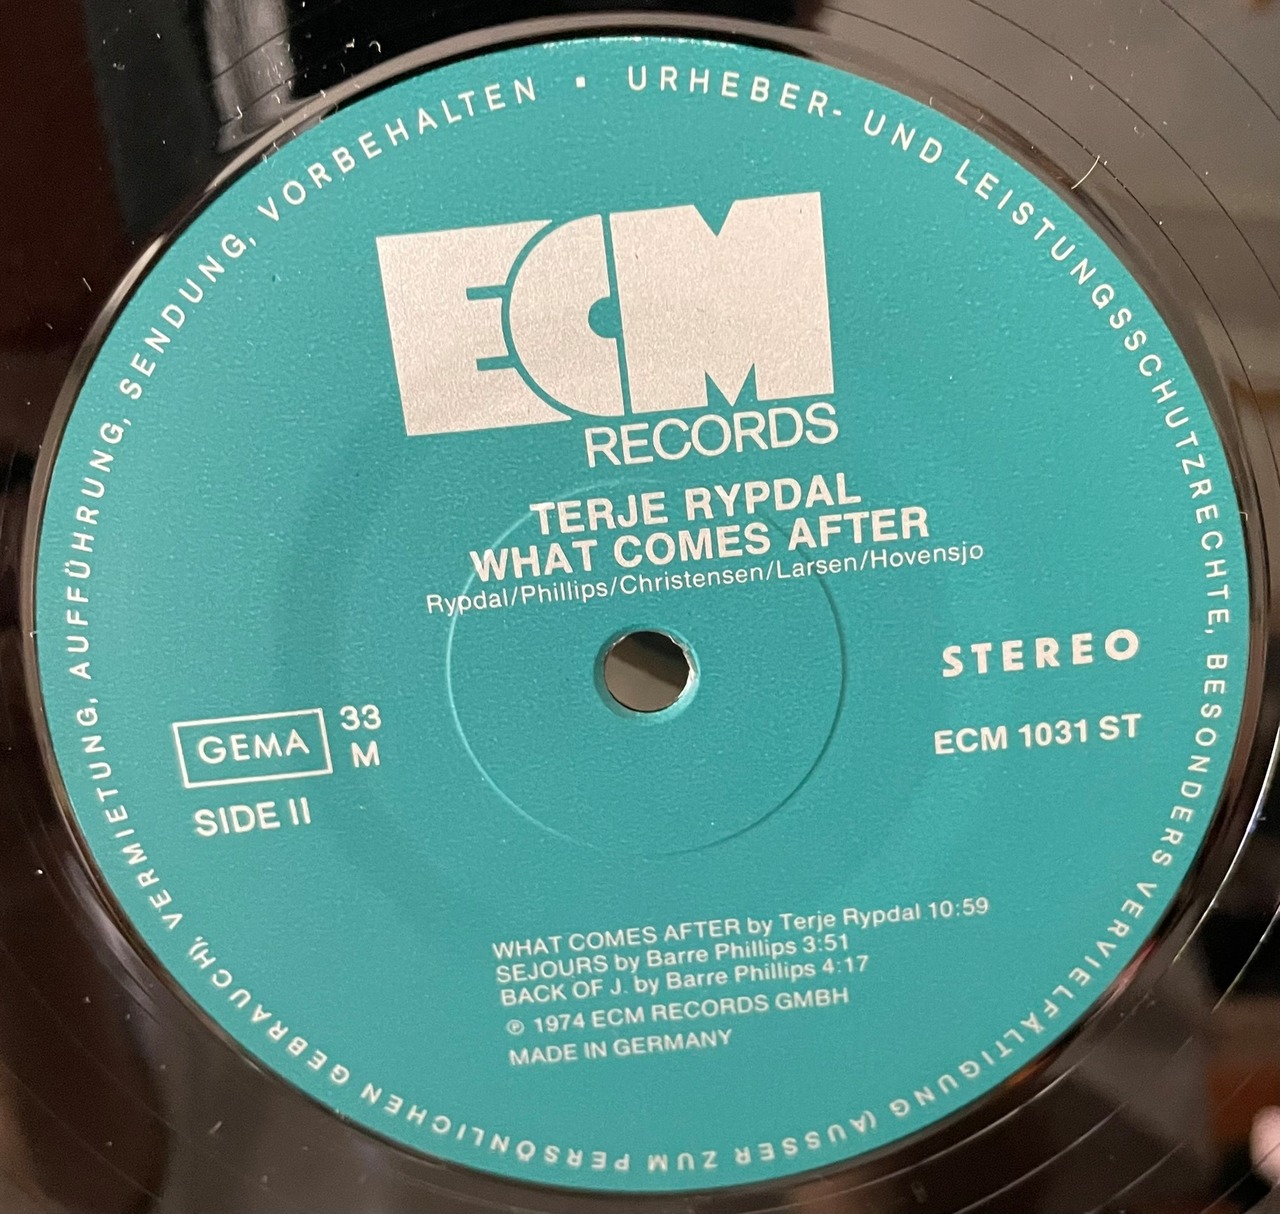 URHEBER- UND LEISTUNGSSCHUTZRECHTE, BESONDERS VERVIELFÄLTIGUNG (AUSSER ZUM PERSÖNLICHEN GEBRAUCH), VERMIETUNG, AUFFÜHRUNG, SENDUNG, VORBEHALTEN ▪
ECM
RECORDS
TERJE RYPDAL
WHAT COMES AFTER
Rypdal/Phillips/Christensen/Larsen/Hovensjo
STEREO
GEMA 33
M
ECM 1031 ST
SIDE II
WHAT COMES AFTER by Terje Rypdal 10:59
SEJOURS by Barre Phillips 3:51
BACK OF J. by Barre Phillips 4:17
℗ 1974 ECM RECORDS GMBH
MADE IN GERMANY